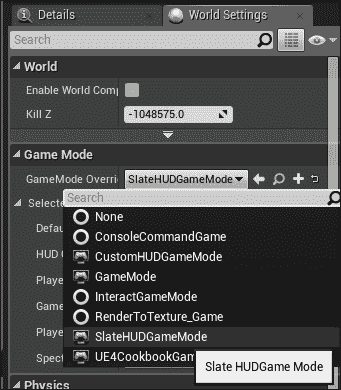 Details
World Settings
Search
World
Enable World Comp
Kill Z
-1048575.0
Game Mode
GameMode Overri
SlateHUDGameMode
Selecte
Search
None
Defau
ConsoleCommandGame
CustomHUDGameMode
HUD
GameMode
Playe
InteractGameMode
Game
RenderToTexture_Game
Playe
SlateHUDGameMode
Spect
UE4CookbookGam
Slate HUDGame Mode
Physics